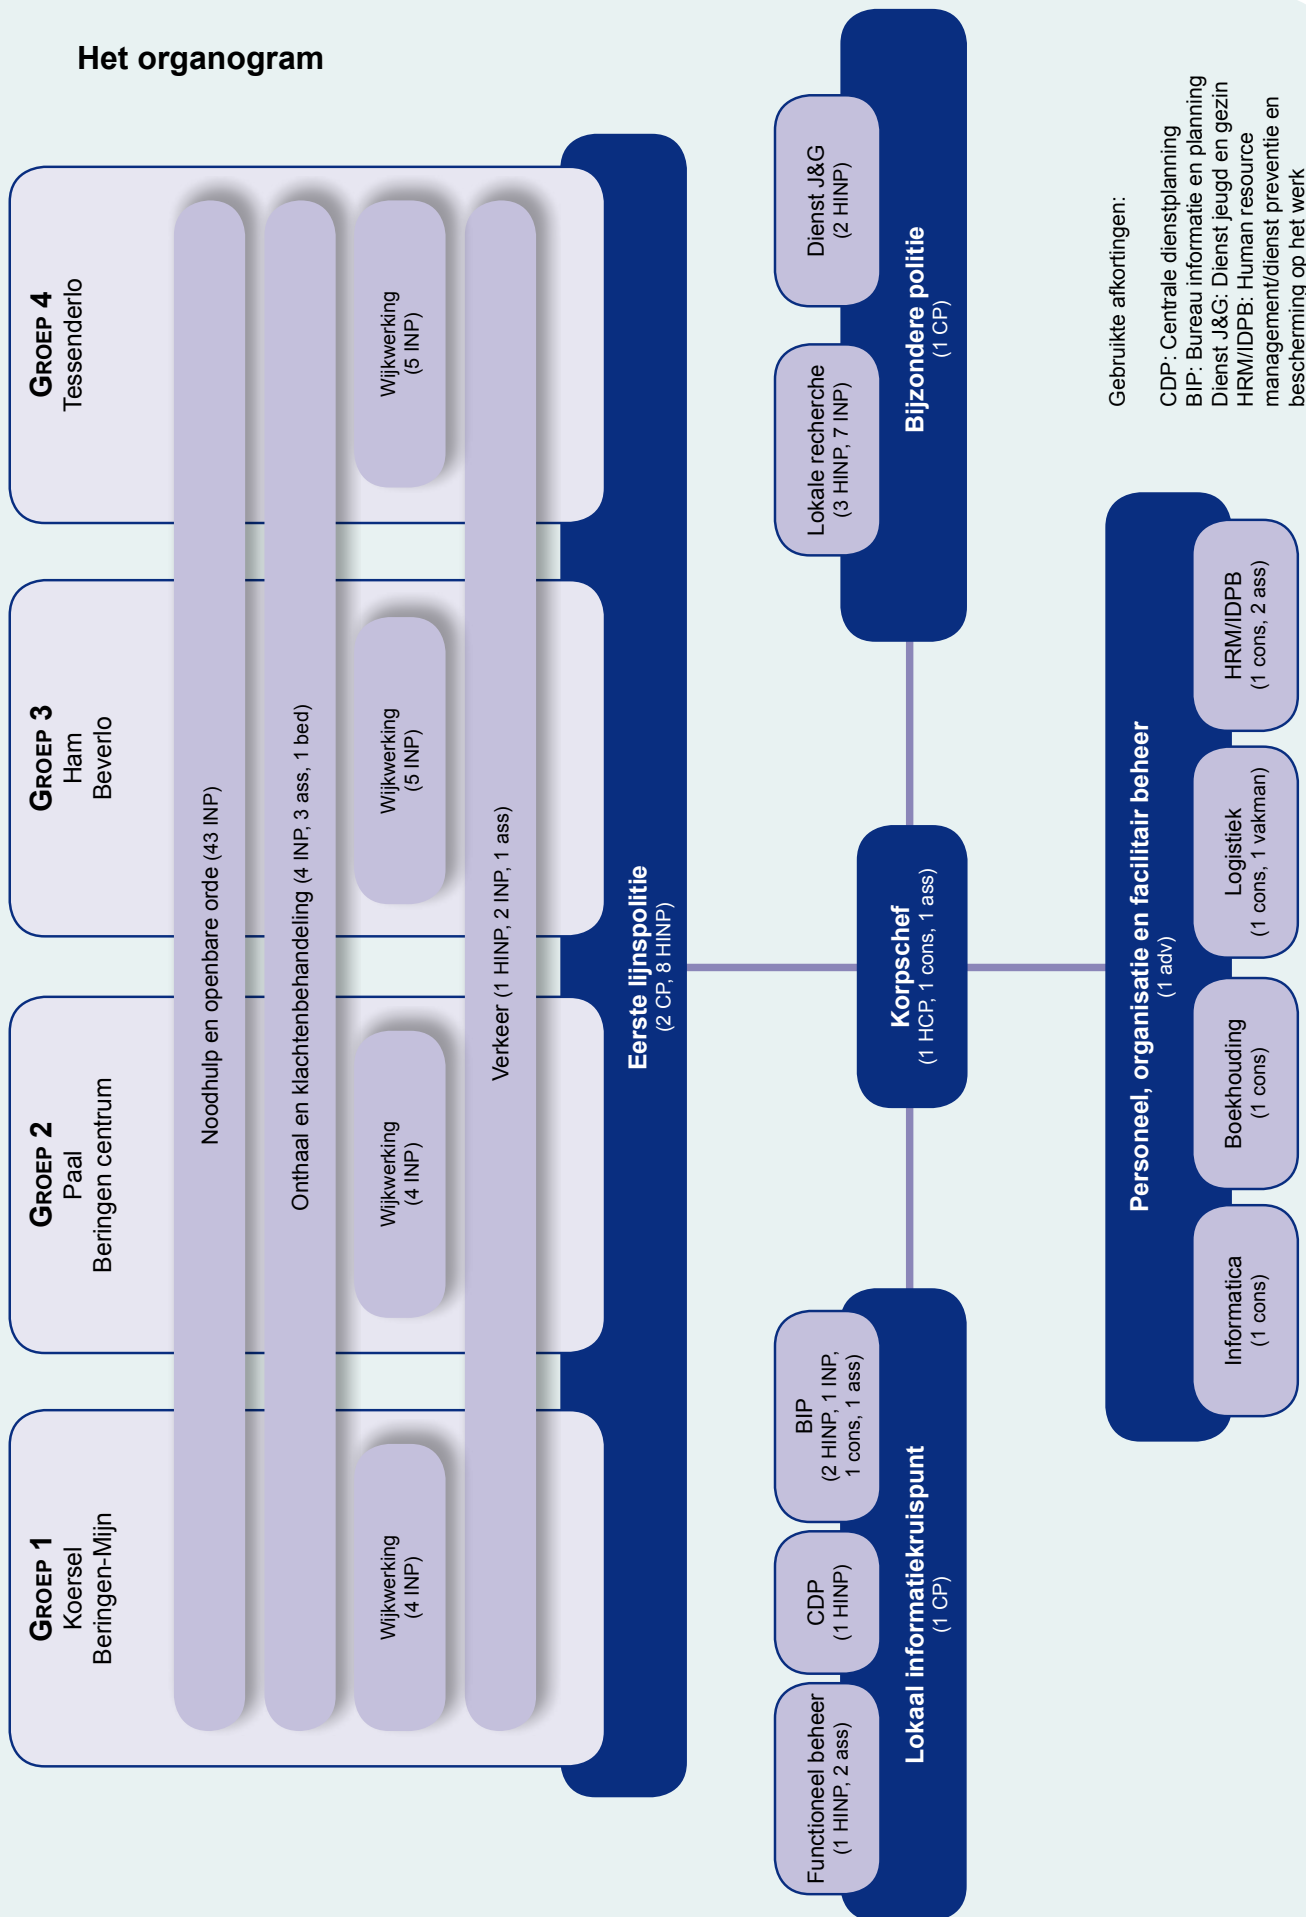 Het organogram
GROEP 1
Koersel
Beringen-Mijn
GROEP 2
Paal
Beringen centrum
GROEP 3
Ham
Beverlo
GROEP 4
Tessenderlo
Noodhulp en openbare orde (43 INP)
Onthaal en klachtenbehandeling (4 INP, 3 ass, 1 bed)
Wijkwerking
(4 INP)
Wijkwerking
(4 INP)
Wijkwerking
(5 INP)
Wijkwerking
(5 INP)
Verkeer (1 HINP, 2 INP, 1 ass)
Eerste lijnspolitie
(2 CP, 8 HINP)
Functioneel beheer
(1 HINP, 2 ass)
CDP
(1 HINP)
BIP
(2 HINP, 1 INP,
1 cons, 1 ass)
Lokaal informatiekruispunt
(1 CP)
Korpschef
(1 HCP, 1 cons, 1 ass)
Lokale recherche
(3 HINP, 7 INP)
Dienst J&G
(2 HINP)
Bijzondere politie
(1 CP)
Personeel, organisatie en facilitair beheer
(1 adv)
Informatica
(1 cons)
Boekhouding
(1 cons)
Logistiek
(1 cons, 1 vakman)
HRM/IDPB
(1 cons, 2 ass)
Gebruikte afkortingen:
CDP: Centrale dienstplanning
BIP: Bureau informatie en planning
Dienst J&G: Dienst jeugd en gezin
HRM/IDPB: Human resource
management/dienst preventie en
bescherming op het werk